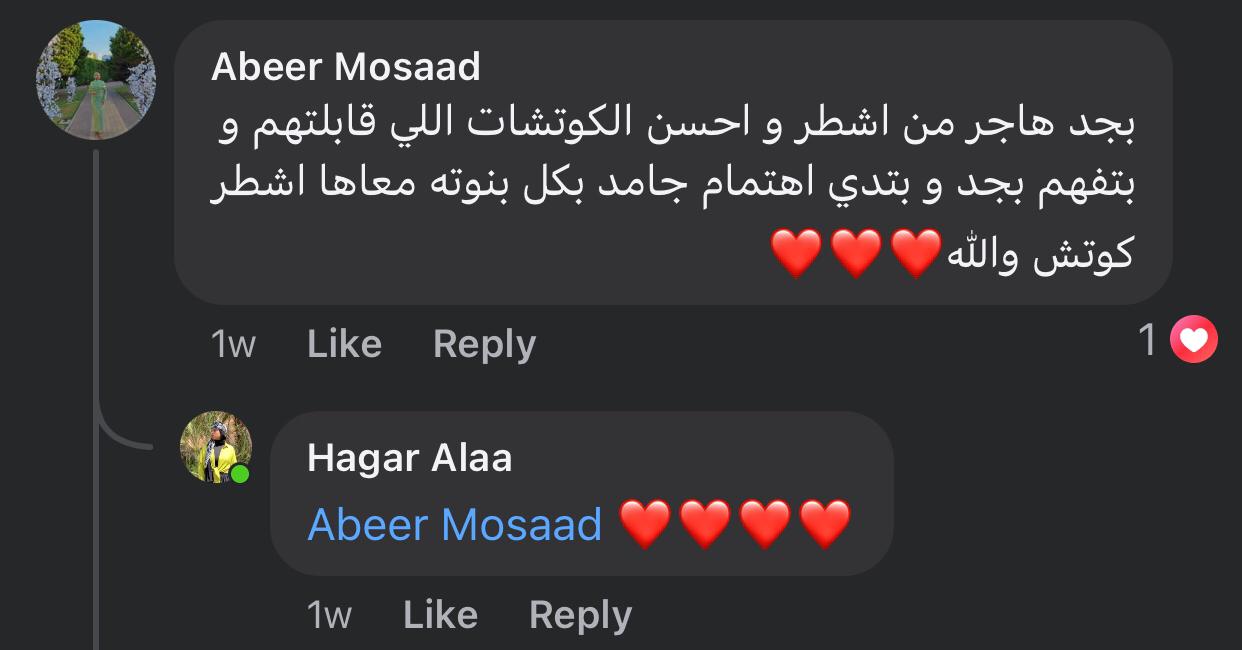 Abeer Mosaad
بجد هاجر من اشطر و احسن الكوتشات اللي قابلتهم و
بتفهم بجد و بتدي اهتمام جامد بكل بنوته معاها اشطر
كوتش والله❤️❤️❤️
1w Like Reply 1
Hagar Alaa
Abeer Mosaad ❤️❤️❤️❤️
1w Like Reply